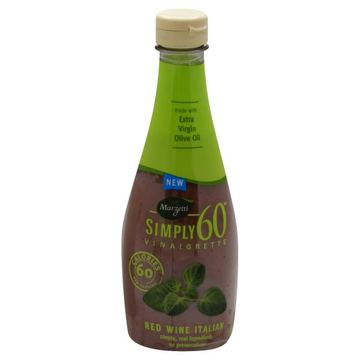 made with
Extra
Virgin
Olive Oil
NEW
Marzetti
SIMPLY 60
VINAIGRETTE
CALORIES
60
RED WINE ITALIAN
simple, real ingredients
no preservatives